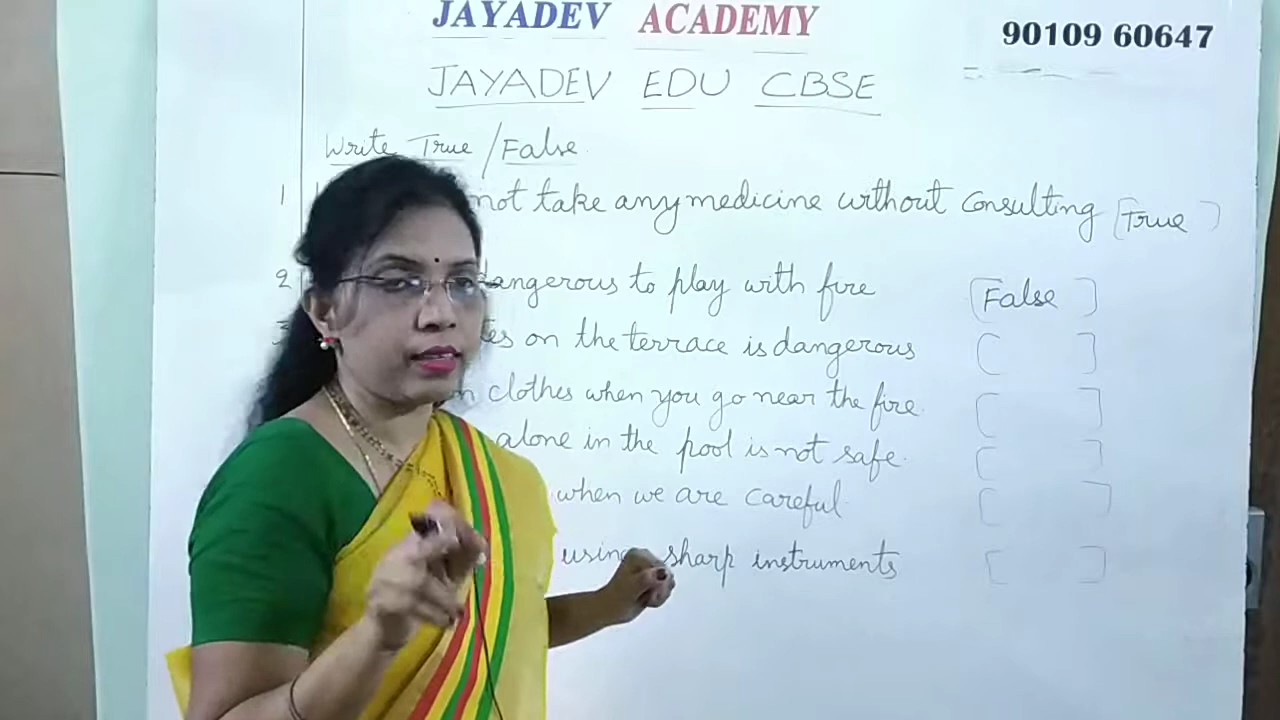 JAYADEV ACADEMY
90109 60647
JAYADEV EDU CBSE
Write True/False
1 not take any medicine without Consulting [True]
2 dangerous to play with fire [False]
on the terrace is dangerous [ ]
clothes when you go near the fire. [ ]
alone in the pool is not safe. [ ]
when we are careful. [ ]
using sharp instruments [ ]